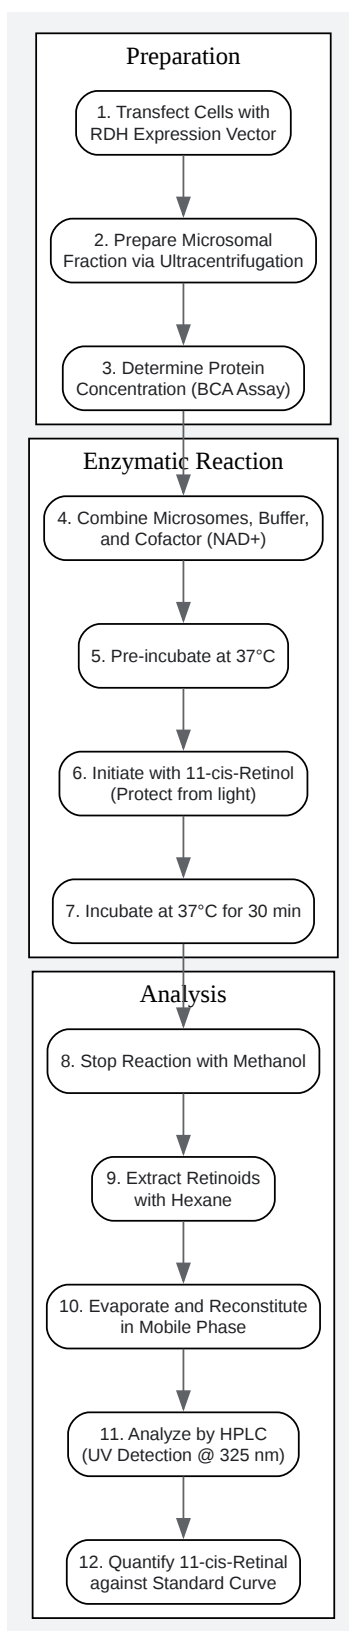 Preparation
1. Transfect Cells with
RDH Expression Vector
2. Prepare Microsomal
Fraction via Ultracentrifugation
3. Determine Protein
Concentration (BCA Assay)
Enzymatic Reaction
4. Combine Microsomes, Buffer,
and Cofactor (NAD+)
5. Pre-incubate at 37°C
6. Initiate with 11-cis-Retinol
(Protect from light)
7. Incubate at 37°C for 30 min
Analysis
8. Stop Reaction with Methanol
9. Extract Retinoids
with Hexane
10. Evaporate and Reconstitute
in Mobile Phase
11. Analyze by HPLC
(UV Detection @ 325 nm)
12. Quantify 11-cis-Retinal
against Standard Curve